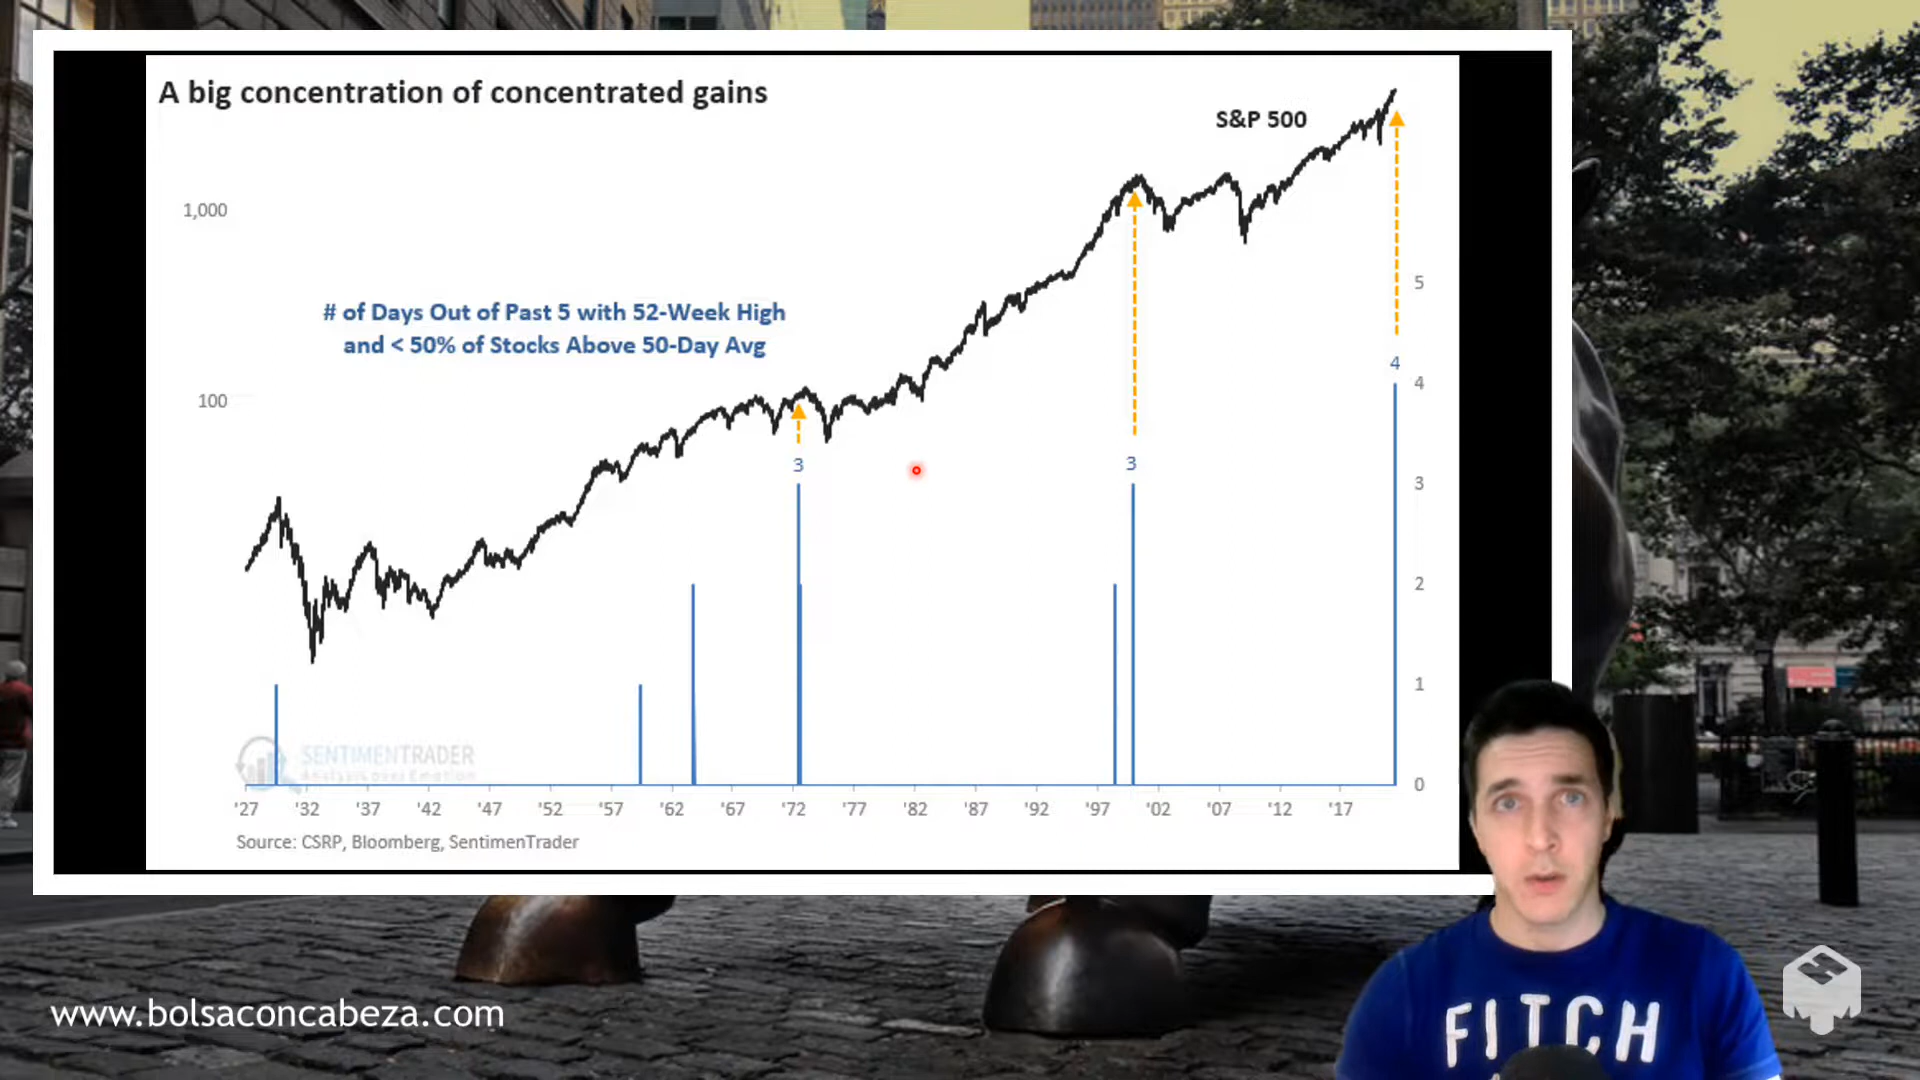 A big concentration of concentrated gains
S&P 500
1,000
# of Days Out of Past 5 with 52-Week High
and < 50% of Stocks Above 50-Day Avg
5
4
4
100
3
3
3
2
1
0
SENTIMENTRADER
Analysis over Emotion
'27 '32 '37 '42 '47 '52 '57 '62 '67 '72 '77 '82 '87 '92 '97 '02 '07 '12 '17
Source: CSRP, Bloomberg, SentimenTrader
www.bolsaconcabeza.com
FITCH